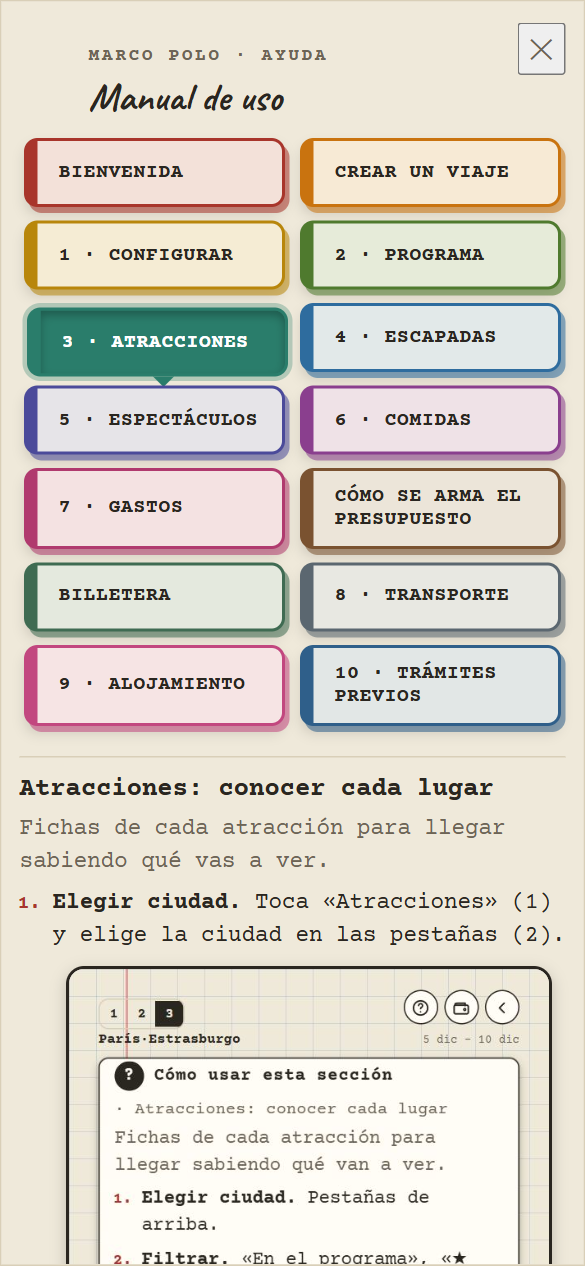 MARCO POLO · AYUDA
Manual de uso
BIENVENIDA
CREAR UN VIAJE
1 · CONFIGURAR
2 · PROGRAMA
3 · ATRACCIONES
4 · ESCAPADAS
5 · ESPECTÁCULOS
6 · COMIDAS
7 · GASTOS
CÓMO SE ARMA EL
PRESUPUESTO
BILLETERA
8 · TRANSPORTE
9 · ALOJAMIENTO
10 · TRÁMITES
PREVIOS
Atracciones: conocer cada lugar
Fichas de cada atracción para llegar
sabiendo qué vas a ver.
1. Elegir ciudad. Toca «Atracciones» (1)
y elige la ciudad en las pestañas (2).
1 2 3
París·Estrasburgo
5 dic – 10 dic
? Cómo usar esta sección
· Atracciones: conocer cada lugar
Fichas de cada atracción para
llegar sabiendo qué van a ver.
1. Elegir ciudad. Pestañas de
arriba.
2. Filtrar. «En el programa», «★